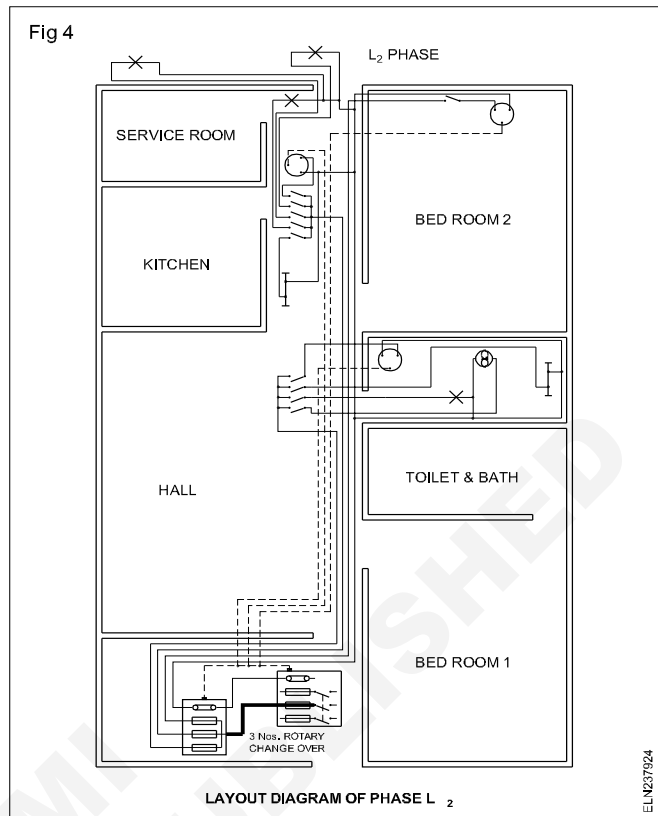 Fig 4
L2 PHASE
SERVICE ROOM
BED ROOM 2
KITCHEN
HALL
TOILET & BATH
BED ROOM 1
3 Nos. ROTARY
CHANGE OVER
LAYOUT DIAGRAM OF PHASE L 2
ELN237924